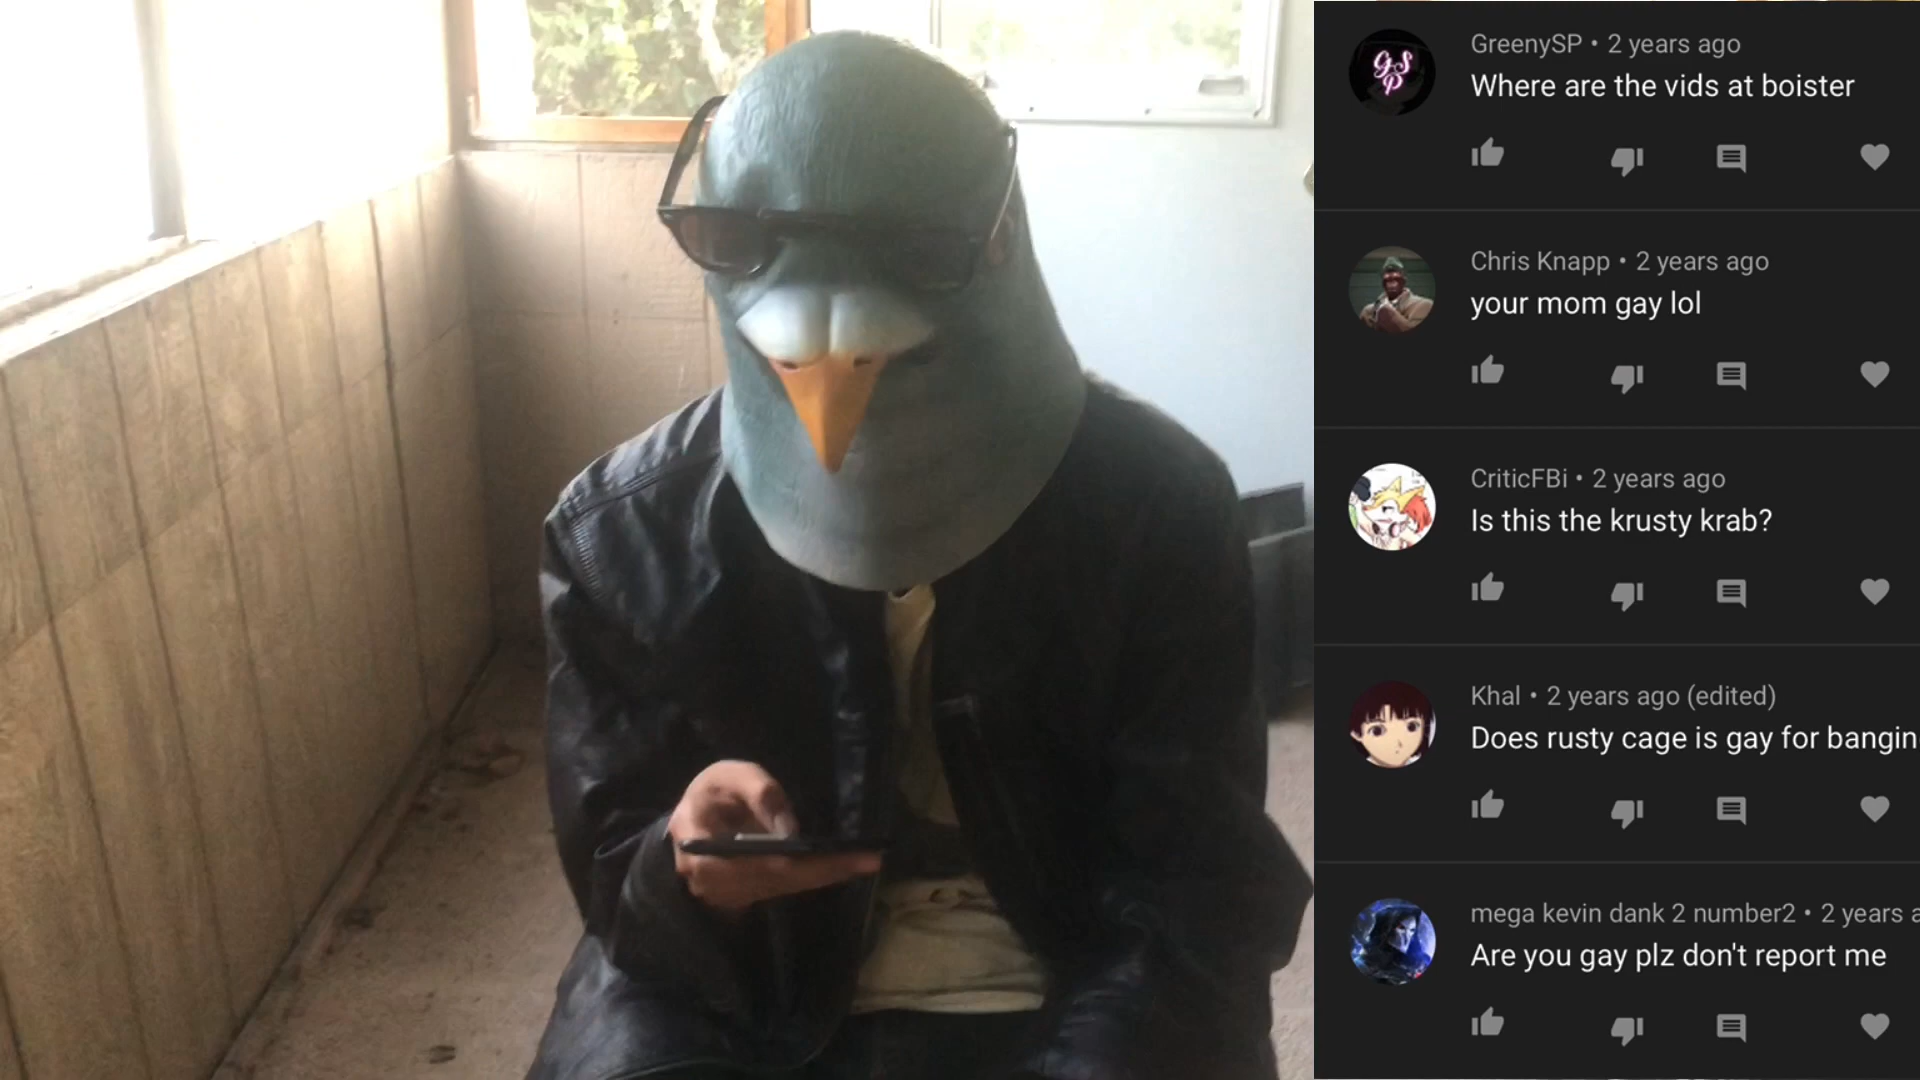 GSP
GreenySP • 2 years ago
Where are the vids at boister
Chris Knapp • 2 years ago
your mom gay lol
CriticFBi • 2 years ago
Is this the krusty krab?
Khal • 2 years ago (edited)
Does rusty cage is gay for bangin
mega kevin dank 2 number2 • 2 years a
Are you gay plz don't report me